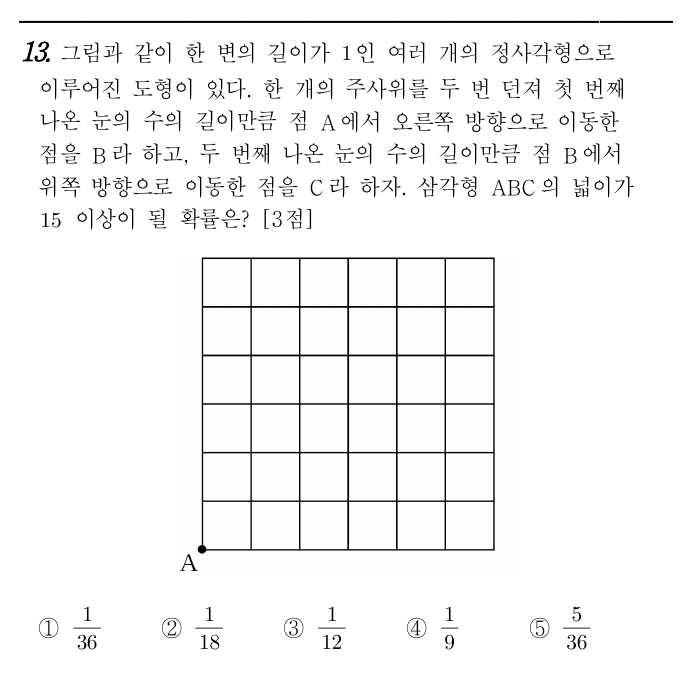 13. 그림과 같이 한 변의 길이가 1인 여러 개의 정사각형으로
이루어진 도형이 있다. 한 개의 주사위를 두 번 던져 첫 번째
나온 눈의 수의 길이만큼 점 A에서 오른쪽 방향으로 이동한
점을 B라 하고, 두 번째 나온 눈의 수의 길이만큼 점 B에서
위쪽 방향으로 이동한 점을 C라 하자. 삼각형 ABC의 넓이가
15 이상이 될 확률은? [3점]
A
① 1/36 ② 1/18 ③ 1/12 ④ 1/9 ⑤ 5/36